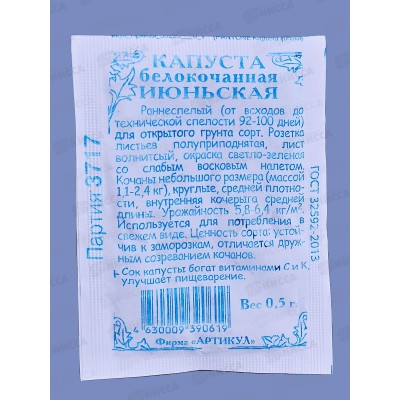 КАПУСТА
белокочанная
ИЮНЬСКАЯ
Раннеспелый (от всходов до
технической спелости 92-100 дней)
для открытого грунта сорт. Розетка
листьев полуприподнятая, лист
волнитсыт, окраска светло-зеленая
со слабым восковым налетом.
Кочаны небольшого размера (массой
1,1-2,4 кг), круглые, средней плотно-
сти, внутренняя кочерыга средней
длины. Урожайность 5,8-6,4 кг/м².
Используется для потребления в
свежем виде. Ценность сорта: устой-
чив к заморозкам, отличается друж-
ным созреванием кочанов.
Сок капусты богат витаминами С и К,
улучшает пищеварение.
Вес 0,5 г.
4 630009 390619
Фирма «АРТИКУЛ»
Партия 3717
ГОСТ 32592-2013